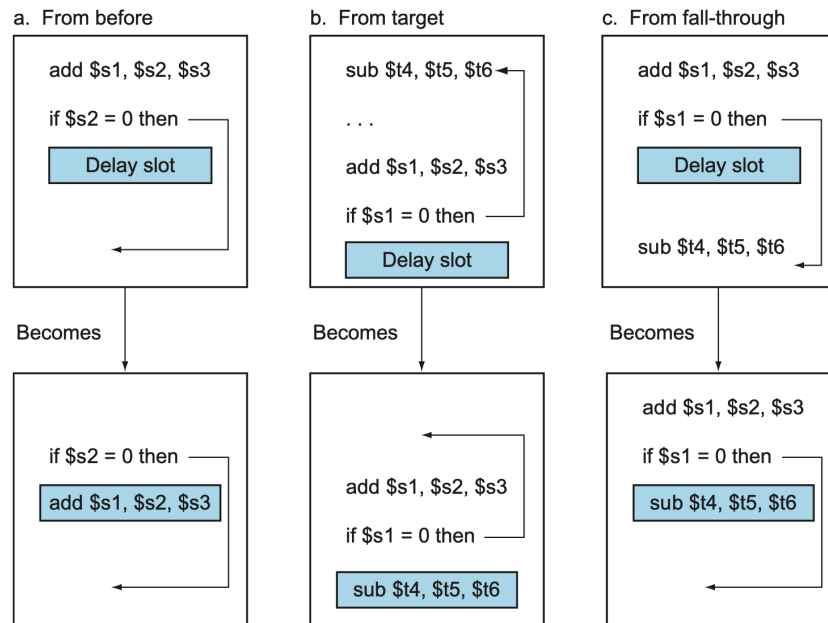 a. From before
add $s1, $s2, $s3
if $s2 = 0 then
Delay slot
Becomes
if $s2 = 0 then
add $s1, $s2, $s3
b. From target
sub $t4, $t5, $t6
. . .
add $s1, $s2, $s3
if $s1 = 0 then
Delay slot
Becomes
add $s1, $s2, $s3
if $s1 = 0 then
sub $t4, $t5, $t6
c. From fall-through
add $s1, $s2, $s3
if $s1 = 0 then
Delay slot
sub $t4, $t5, $t6
Becomes
add $s1, $s2, $s3
if $s1 = 0 then
sub $t4, $t5, $t6